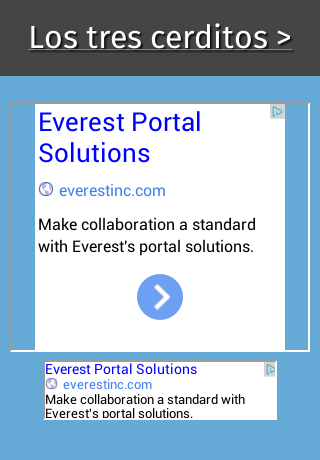 Los tres cerditos >
Everest Portal
Solutions
everestinc.com
Make collaboration a standard
with Everest's portal solutions.
Everest Portal Solutions
everestinc.com
Make collaboration a standard with
Everest's portal solutions.